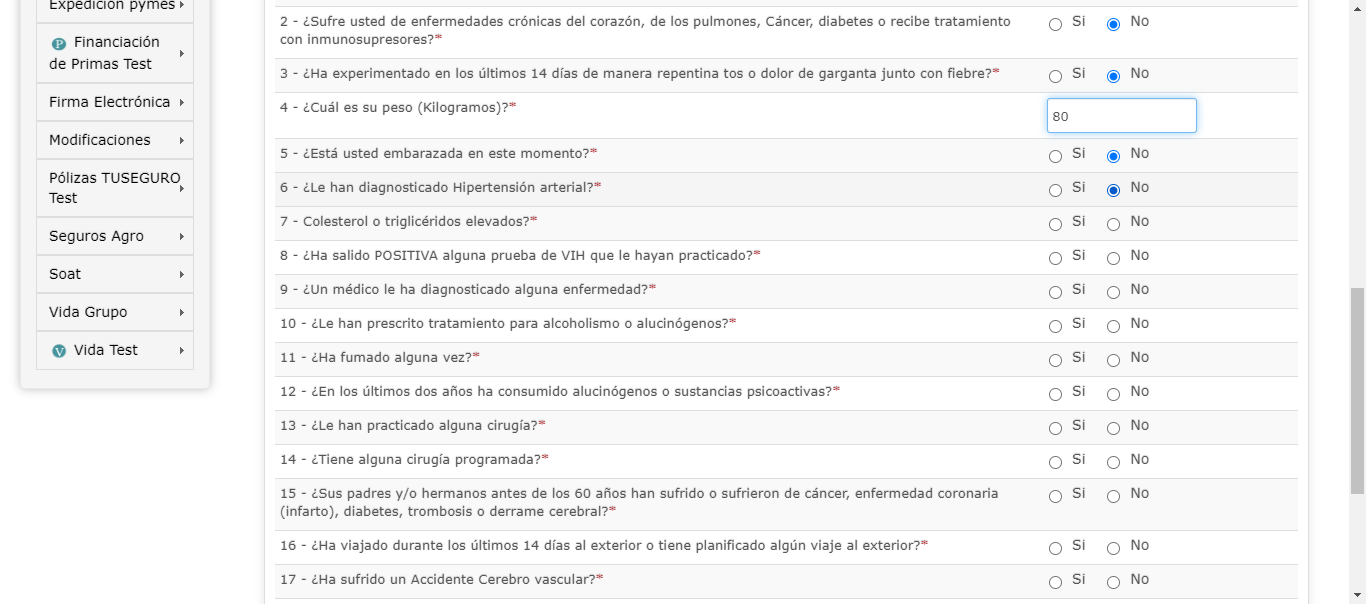 Expedición pymes
Financiación
de Primas Test
Firma Electrónica
Modificaciones
Pólizas TUSEGURO
Test
Seguros Agro
Soat
Vida Grupo
Vida Test
2 - ¿Sufre usted de enfermedades crónicas del corazón, de los pulmones, Cáncer, diabetes o recibe tratamiento
con inmunosupresores?* Si No
3 - ¿Ha experimentado en los últimos 14 días de manera repentina tos o dolor de garganta junto con fiebre?* Si No
4 - ¿Cuál es su peso (Kilogramos)?* 80
5 - ¿Está usted embarazada en este momento?* Si No
6 - ¿Le han diagnosticado Hipertensión arterial?* Si No
7 - Colesterol o triglicéridos elevados?* Si No
8 - ¿Ha salido POSITIVA alguna prueba de VIH que le hayan practicado?* Si No
9 - ¿Un médico le ha diagnosticado alguna enfermedad?* Si No
10 - ¿Le han prescrito tratamiento para alcoholismo o alucinógenos?* Si No
11 - ¿Ha fumado alguna vez?* Si No
12 - ¿En los últimos dos años ha consumido alucinógenos o sustancias psicoactivas?* Si No
13 - ¿Le han practicado alguna cirugía?* Si No
14 - ¿Tiene alguna cirugía programada?* Si No
15 - ¿Sus padres y/o hermanos antes de los 60 años han sufrido o sufrieron de cáncer, enfermedad coronaria
(infarto), diabetes, trombosis o derrame cerebral?* Si No
16 - ¿Ha viajado durante los últimos 14 días al exterior o tiene planificado algún viaje al exterior?* Si No
17 - ¿Ha sufrido un Accidente Cerebro vascular?* Si No